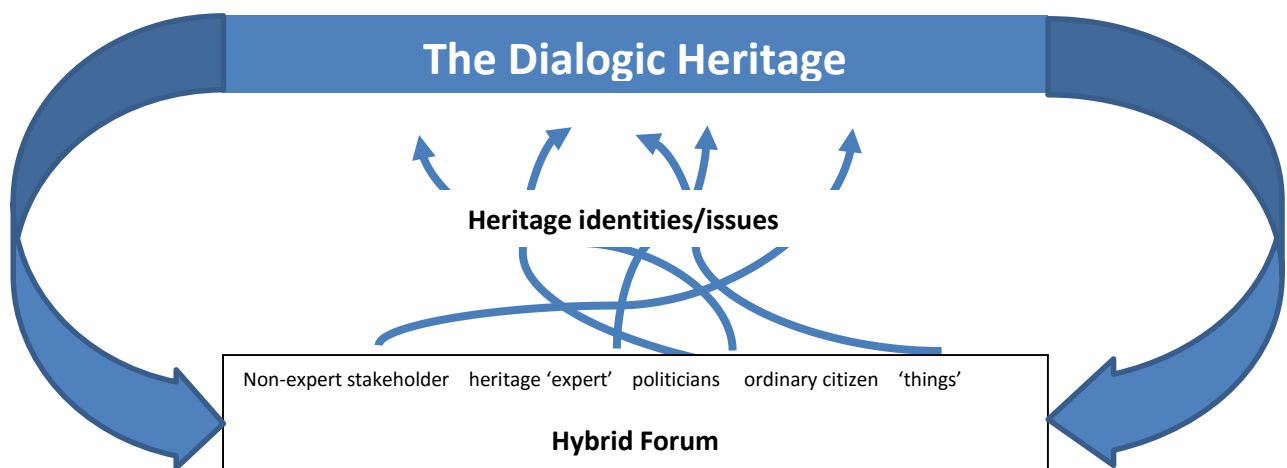 The Dialogic Heritage
Heritage identities/issues
Non-expert stakeholder heritage ‘expert’ politicians ordinary citizen ‘things’
Hybrid Forum